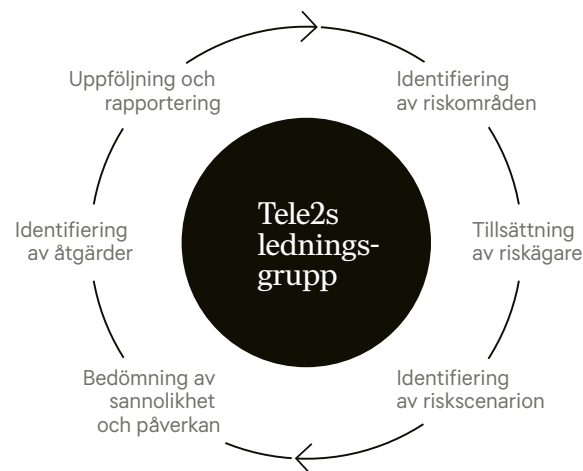 Uppföljning och
rapportering
Identifiering
av riskområden
Tele2s
lednings-
grupp
Identifiering
av åtgärder
Tillsättning
av riskägare
Bedömning av
sannolikhet
och påverkan
Identifiering
av riskscenarion